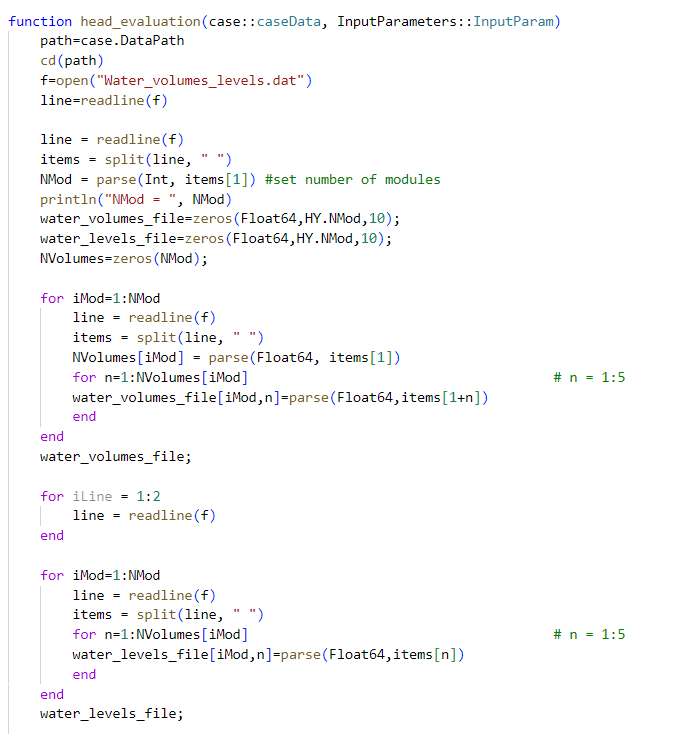 function head_evaluation(case::caseData, InputParameters::InputParam)
path=case.DataPath
cd(path)
f=open("Water_volumes_levels.dat")
line=readline(f)
line = readline(f)
items = split(line, " ")
NMod = parse(Int, items[1]) #set number of modules
println("NMod = ", NMod)
water_volumes_file=zeros(Float64,HY.NMod,10);
water_levels_file=zeros(Float64,HY.NMod,10);
NVolumes=zeros(NMod);
for iMod=1:NMod
line = readline(f)
items = split(line, " ")
NVolumes[iMod] = parse(Float64, items[1])
for n=1:NVolumes[iMod] # n = 1:5
water_volumes_file[iMod,n]=parse(Float64,items[1+n])
end
end
water_volumes_file;
for iLine = 1:2
line = readline(f)
end
for iMod=1:NMod
line = readline(f)
items = split(line, " ")
for n=1:NVolumes[iMod] # n = 1:5
water_levels_file[iMod,n]=parse(Float64,items[n])
end
end
water_levels_file;